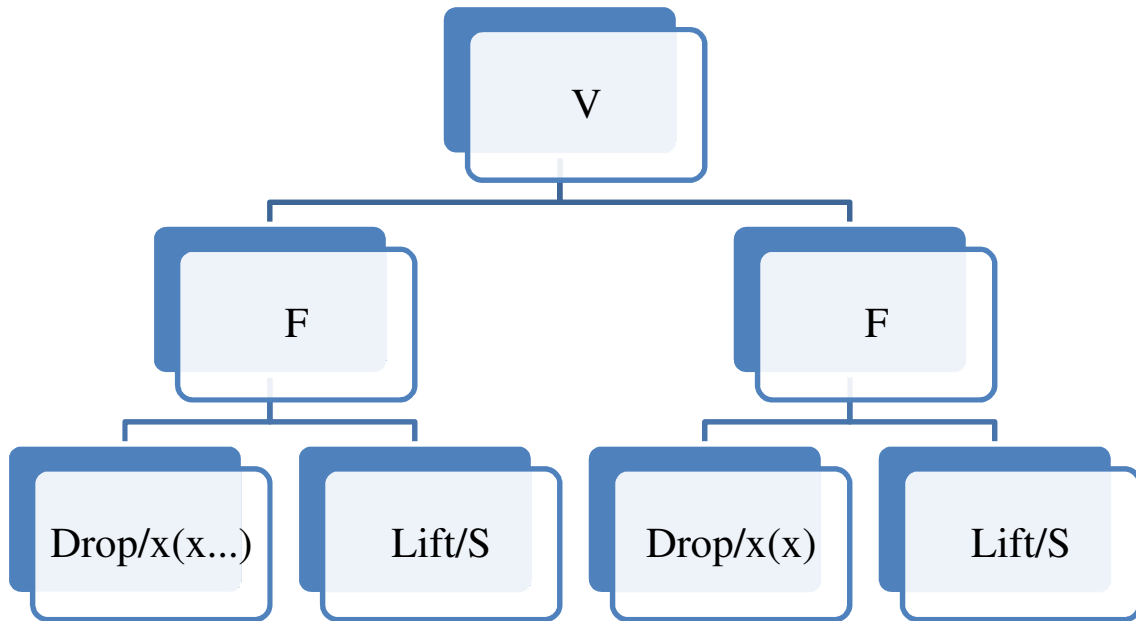 V
F
F
Drop/x(x...)
Lift/S
Drop/x(x)
Lift/S